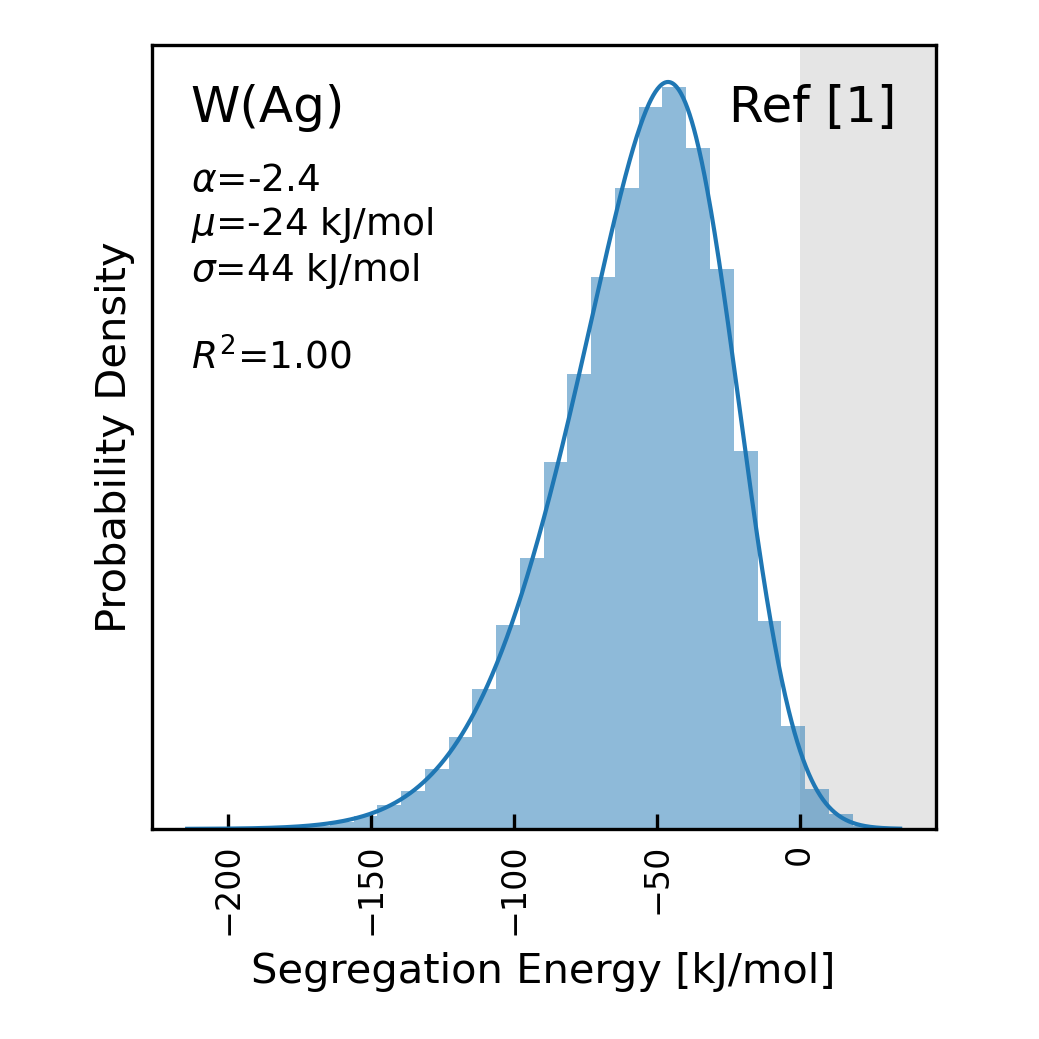 W(Ag)
Ref [1]
α=-2.4
μ=-24 kJ/mol
σ=44 kJ/mol
R²=1.00
Probability Density
−200
−150
−100
−50
0
Segregation Energy [kJ/mol]